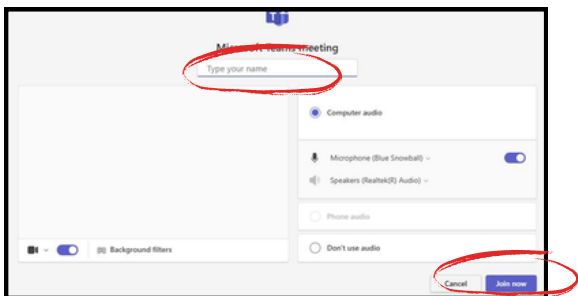 Microsoft Teams meeting
Type your name
Computer audio
Microphone (Blue Snowball)
Speakers (Realtek(R) Audio)
Phone audio
Background filters
Don't use audio
Cancel
Join now